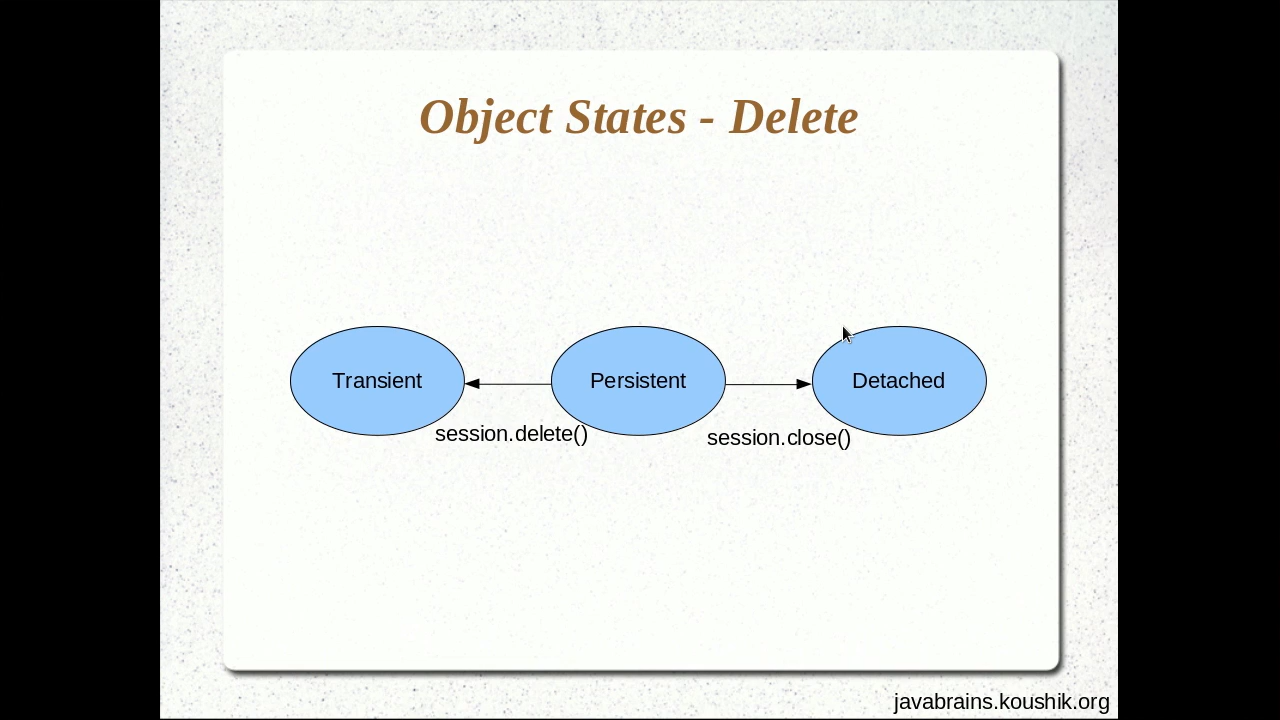 Object States - Delete
Transient
Persistent
Detached
session.delete()
session.close()
javabrains.koushik.org